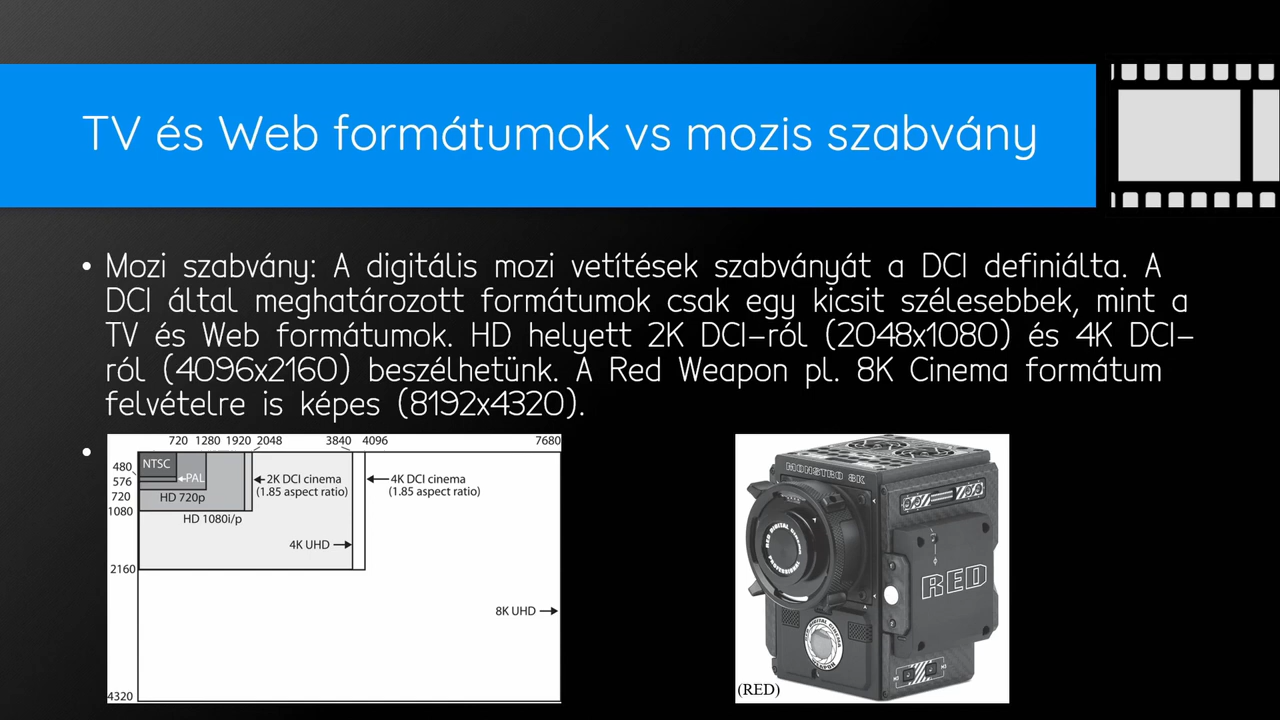 TV és Web formátumok vs mozis szabvány
• Mozi szabvány: A digitális mozi vetítések szabványát a DCI definiálta. A
DCI által meghatározott formátumok csak egy kicsit szélesebbek, mint a
TV és Web formátumok. HD helyett 2K DCI-ról (2048x1080) és 4K DCI-
ról (4096x2160) beszélhetünk. A Red Weapon pl. 8K Cinema formátum
felvételre is képes (8192x4320).
720 1280 1920 2048 3840 4096 7680
480
576
720
1080
2160
4320
NTSC
PAL
HD 720p
HD 1080i/p
2K DCI cinema
(1.85 aspect ratio)
4K DCI cinema
(1.85 aspect ratio)
4K UHD
8K UHD
MONSTRO 8K
RED
(RED)